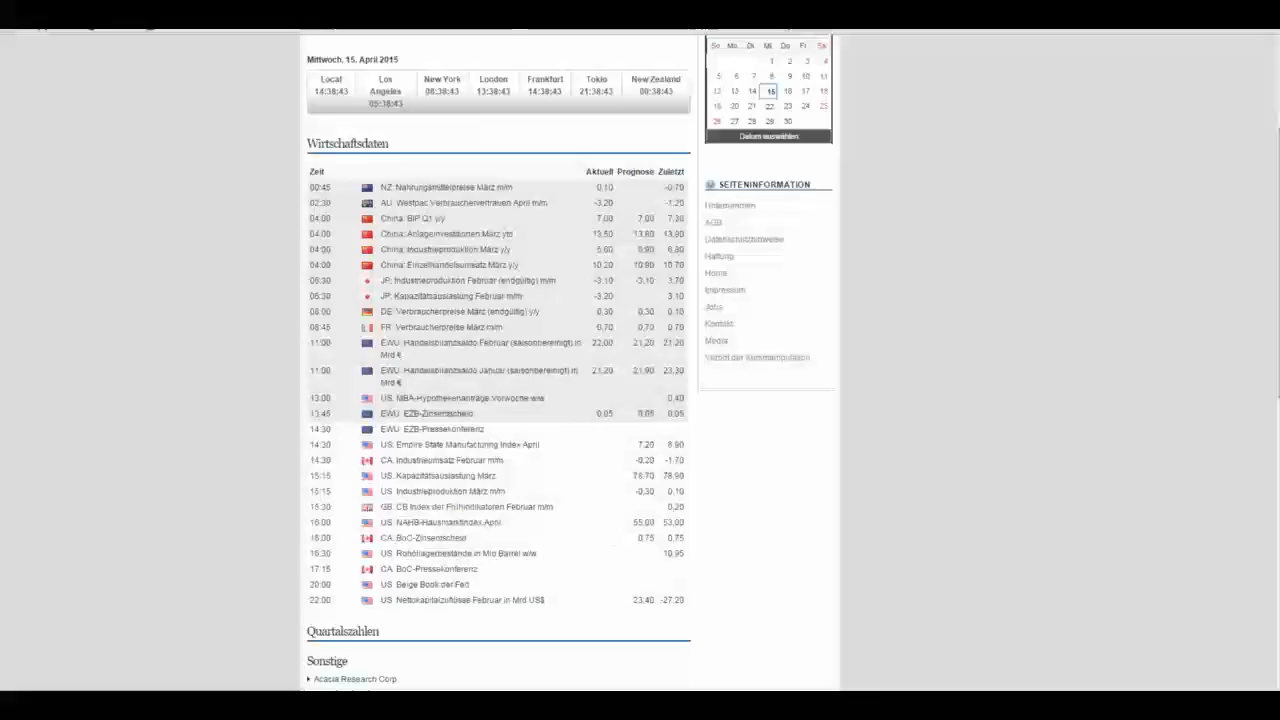 Mittwoch, 15. April 2015
Local Los Angeles New York London Frankfurt Tokio New Zealand
14:38:43 05:38:43 08:38:43 13:38:43 14:38:43 21:38:43 00:38:43
Wirtschaftsdaten
Zeit Aktuell Prognose Zuletzt
00:45 NZ: Nahrungsmittelpreise März m/m 0,10 -0,70
02:30 AU: Westpac Verbrauchervertrauen April m/m -3,20 -1,20
04:00 China: BIP Q1 y/y 7,00 7,00 7,30
04:00 China: Anlageinvestitionen März ytd 13,50 13,80 13,90
04:00 China: Industrieproduktion März y/y 5,60 6,90 6,80
04:00 China: Einzelhandelsumsatz März y/y 10,20 10,90 10,70
06:30 JP: Industrieproduktion Februar (endgültig) m/m -3,10 -3,10 3,70
06:30 JP: Kapazitätsauslastung Februar m/m -3,20 3,10
08:00 DE: Verbraucherpreise März (endgültig) y/y 0,30 0,30 0,10
08:45 FR: Verbraucherpreise März m/m 0,70 0,70 0,70
11:00 EWU: Handelsbilanzsaldo Februar (saisonbereinigt) in Mrd € 22,00 21,20 21,20
11:00 EWU: Handelsbilanzsaldo Januar (saisonbereinigt) in Mrd € 21,20 21,90 23,30
13:00 US: MBA-Hypothekenanträge Vorwoche w/w 0,40
13:45 EWU: EZB-Zinsentscheid 0,05 0,05 0,05
14:30 EWU: EZB-Pressekonferenz
14:30 US: Empire State Manufacturing Index April 7,20 6,90
14:30 CA: Industrieumsatz Februar m/m -0,20 -1,70
15:15 US: Kapazitätsauslastung März 78,70 78,90
15:15 US: Industrieproduktion März m/m -0,30 0,10
15:30 GB: CB Index der Frühindikatoren Februar m/m 0,20
16:00 US: NAHB-Hausmarktindex April 55,00 53,00
16:00 CA: BoC-Zinsentscheid 0,75 0,75
16:30 US: Rohöllagerbestände in Mio Barrel w/w 10,95
17:15 CA: BoC-Pressekonferenz
20:00 US: Beige Book der Fed
22:00 US: Nettokapitalzuflüsse Februar in Mrd US$ 23,40 -27,20
Quartalszahlen
Sonstige
Acacia Research Corp
So Mo Di Mi Do Fr Sa
1 2 3 4
5 6 7 8 9 10 11
12 13 14 15 16 17 18
19 20 21 22 23 24 25
26 27 28 29 30
Datum auswählen
SEITENINFORMATION
Unternehmen
AGB
Datenschutzhinweise
Haftung
Home
Impressum
Jobs
Kontakt
Media
Verbot der Kursmanipulation